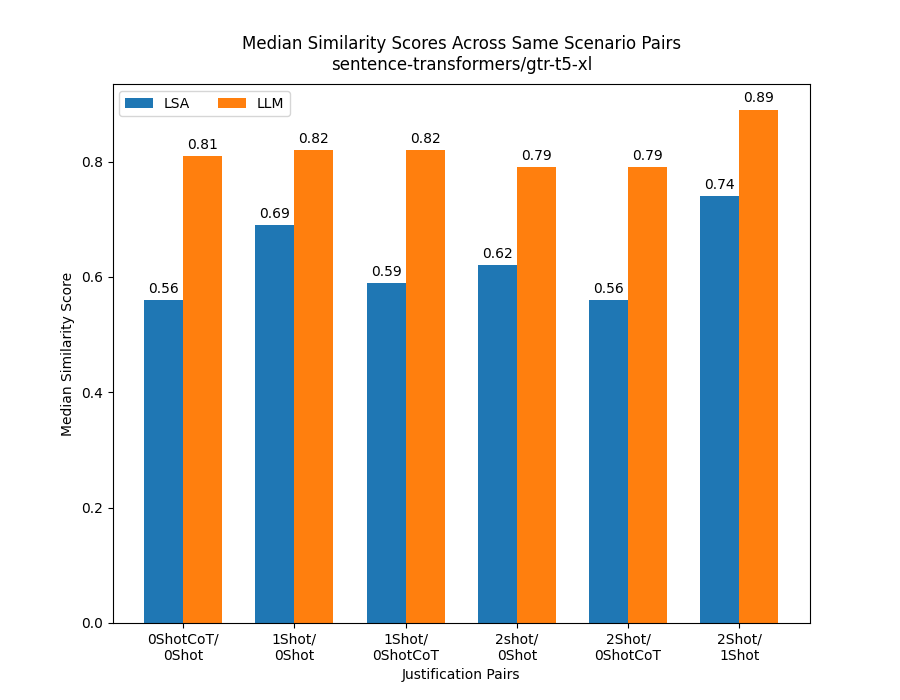 Median Similarity Scores Across Same Scenario Pairs
sentence-transformers/gtr-t5-xl
LSA LLM
0.56 0.81 0.69 0.82 0.59 0.82 0.62 0.79 0.56 0.79 0.74 0.89
Median Similarity Score
0.8
0.6
0.4
0.2
0.0
0ShotCoT/ 1Shot/ 1Shot/ 2shot/ 2Shot/ 2Shot/
0Shot 0Shot 0ShotCoT 0Shot 0ShotCoT 1Shot
Justification Pairs